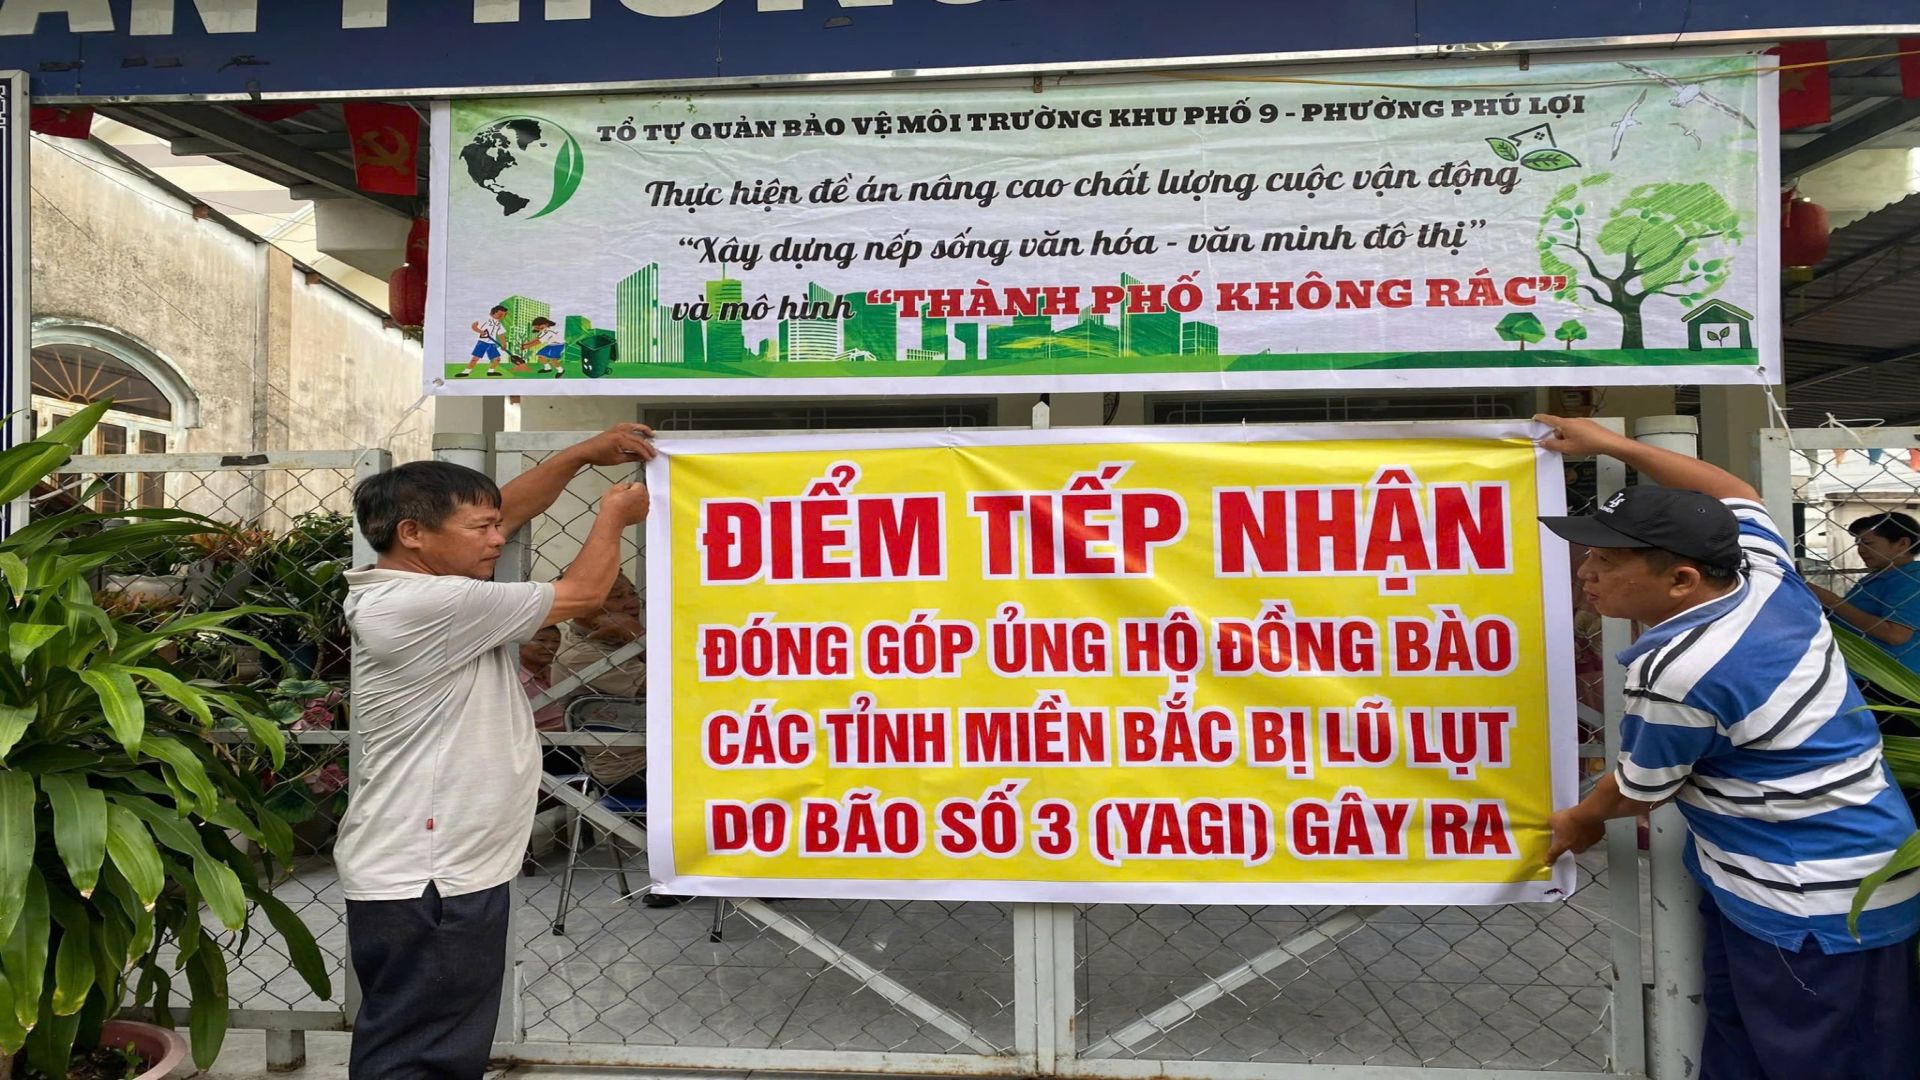 TỔ TỰ QUẢN BẢO VỆ MÔI TRƯỜNG KHU PHỐ 9 - PHƯỜNG PHÚ LỢI
Thực hiện đề án nâng cao chất lượng cuộc vận động
“Xây dựng nếp sống văn hóa - văn minh đô thị”
và mô hình “THÀNH PHỐ KHÔNG RÁC”
ĐIỂM TIẾP NHẬN
ĐÓNG GÓP ỦNG HỘ ĐỒNG BÀO
CÁC TỈNH MIỀN BẮC BỊ LŨ LỤT
DO BÃO SỐ 3 (YAGI) GÂY RA